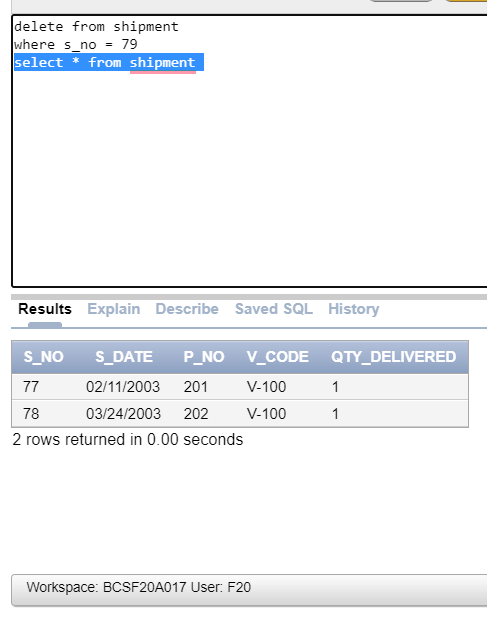 delete from shipment
where s_no = 79
select * from shipment
Results Explain Describe Saved SQL History
S_NO S_DATE P_NO V_CODE QTY_DELIVERED
77 02/11/2003 201 V-100 1
78 03/24/2003 202 V-100 1
2 rows returned in 0.00 seconds
Workspace: BCSF20A017 User: F20